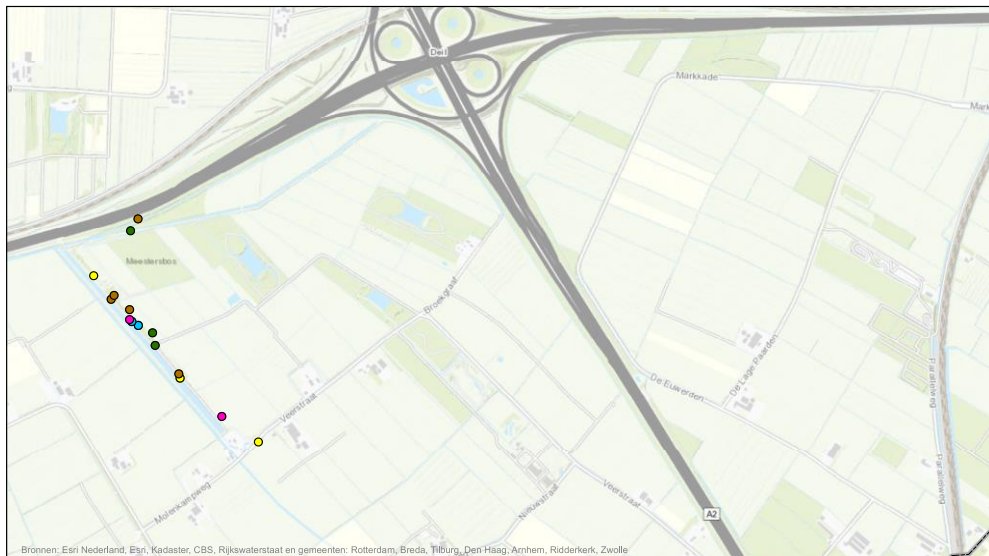 Deil
Markkade
Meestersbos
Broekgraaf
De Lage Paarden
Parallelweg
De Euwerden
Veerstraat
Parallelweg
Molenkampweg
Nieuwstraat
Veerstraat
A2
Bronnen: Esri Nederland, Esri, Kadaster, CBS, Rijkswaterstaat en gemeenten: Rotterdam, Breda, Tilburg, Den Haag, Arnhem, Ridderkerk, Zwolle